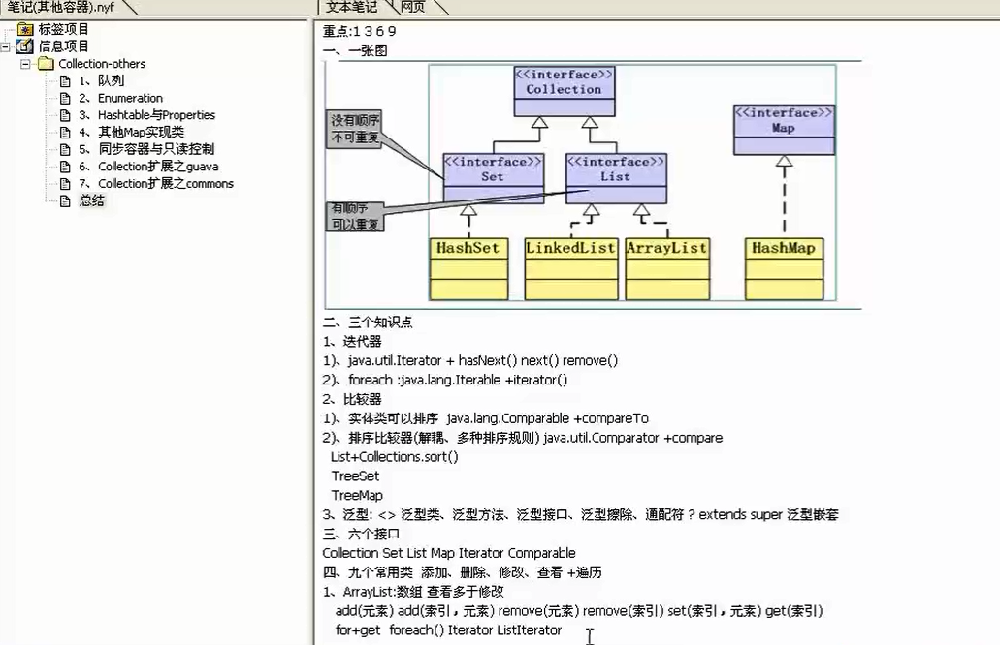 笔记(其他容器).nyf
文本笔记
网页
标签项目
信息项目
Collection-others
1、队列
2、Enumeration
3、Hashtable与Properties
4、其他Map实现类
5、同步容器与只读控制
6、Collection扩展之guava
7、Collection扩展之commons
总结
重点:1 3 6 9
一、一张图
<<interface>>
Collection
<<interface>>
Map
没有顺序
不可重复
<<interface>>
Set
<<interface>>
List
有顺序
可以重复
HashSet
LinkedList
ArrayList
HashMap
二、三个知识点
1、迭代器
1)、java.util.Iterator + hasNext() next() remove()
2)、foreach :java.lang.Iterable +iterator()
2、比较器
1)、实体类可以排序 java.lang.Comparable +compareTo
2)、排序比较器(解耦、多种排序规则) java.util.Comparator +compare
List+Collections.sort()
TreeSet
TreeMap
3、泛型: <> 泛型类、泛型方法、泛型接口、泛型擦除、通配符 ? extends super 泛型嵌套
三、六个接口
Collection Set List Map Iterator Comparable
四、九个常用类 添加、删除、修改、查看 +遍历
1、ArrayList:数组 查看多于修改
add(元素) add(索引，元素) remove(元素) remove(索引) set(索引，元素) get(索引)
for+get foreach() Iterator ListIterator